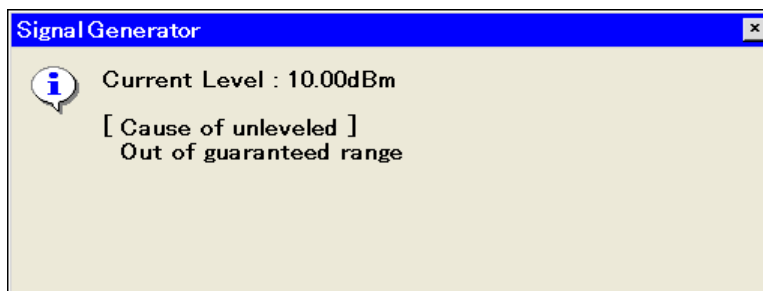 Signal Generator
Current Level : 10.00dBm
[ Cause of unleveled ]
Out of guaranteed range